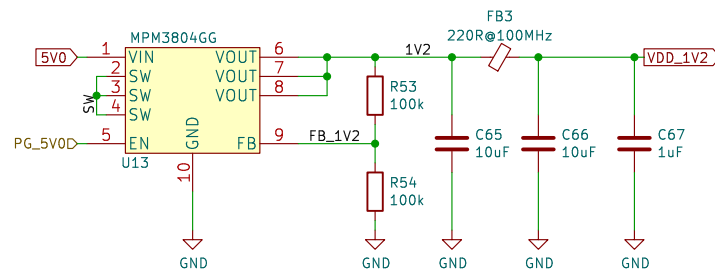 FB3
220R@100MHz
MPM3804GG
5V0
1
VIN
VOUT
6
1V2
VDD_1V2
2
SW
VOUT
7
3
SW
VOUT
8
R53
100k
SW
4
SW
PG_5V0
5
EN
GND
FB
9
FB_1V2
C65
10uF
C66
10uF
C67
1uF
U13
10
R54
100k
GND
GND
GND
GND
GND